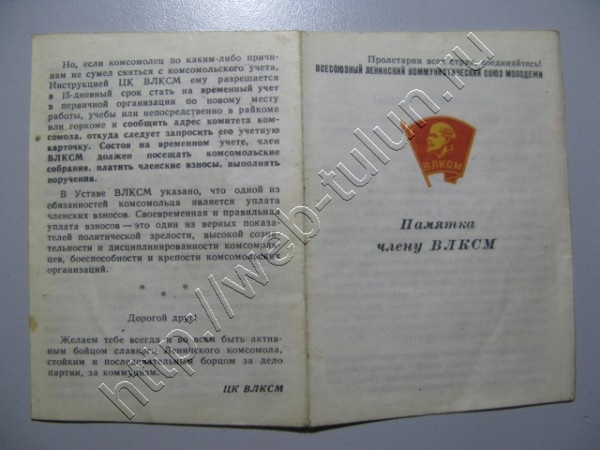 Но, если комсомолец по каким-либо причи-
нам не сумел сняться с комсомольского учета,
Инструкцией ЦК ВЛКСМ ему разрешается
в 15-дневный срок стать на временный учет
в первичной организации по новому месту
работы, учебы или непосредственно в райкоме
или горкоме и сообщить адрес комитета ком-
сомола, откуда следует запросить его учетную
карточку. Состоя на временном учете, член
ВЛКСМ должен посещать комсомольские
собрания, платить членские взносы, выполнять
поручения.
В Уставе ВЛКСМ указано, что одной из
обязанностей комсомольца является уплата
членских взносов. Своевременная и правильная
уплата взносов — это один из верных показа-
телей политической зрелости, высокой созна-
тельности и дисциплинированности комсомоль-
цев, боеспособности и крепости комсомольских
организаций.
* * *
Дорогой друг!
Желаем тебе всегда и во всем быть актив-
ным бойцом славного Ленинского комсомола,
стойким и последовательным борцом за дело
партии, за коммунизм.
ЦК ВЛКСМ
Пролетарии всех стран, соединяйтесь!
ВСЕСОЮЗНЫЙ ЛЕНИНСКИЙ КОММУНИСТИЧЕСКИЙ СОЮЗ МОЛОДЕЖИ
ВЛКСМ
Памятка
члену ВЛКСМ
http://web-tulun.ru